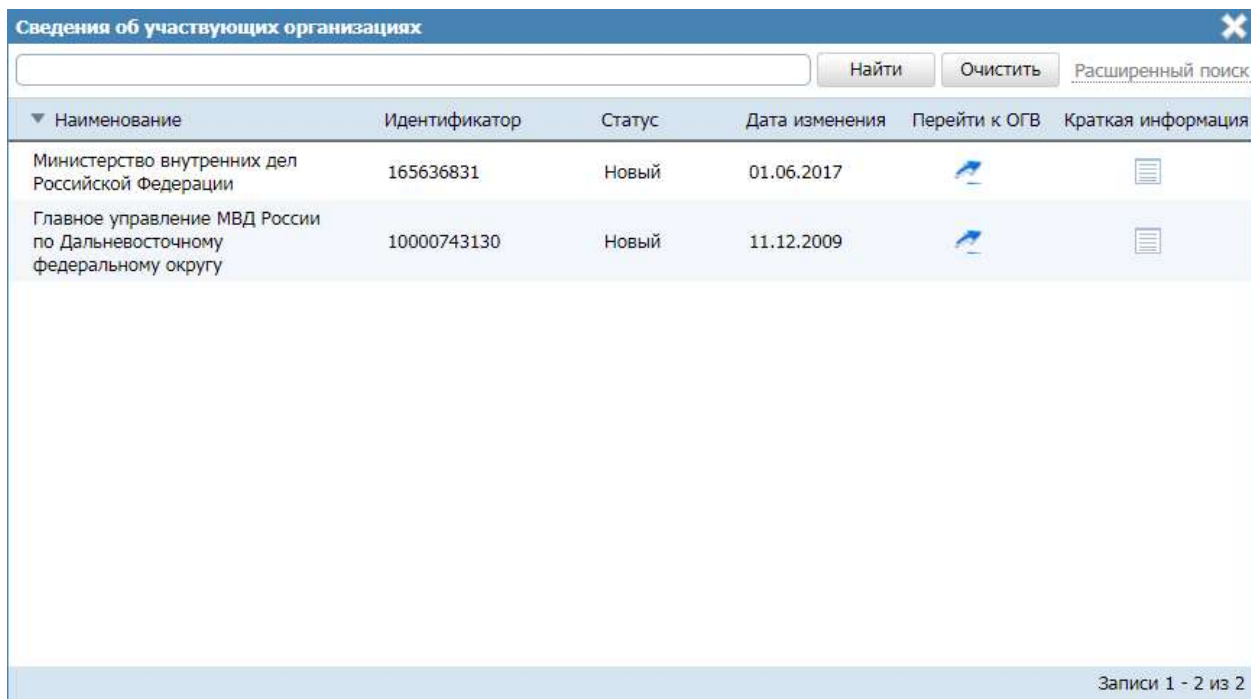 Сведения об участвующих организациях
Найти Очистить Расширенный поиск
Наименование Идентификатор Статус Дата изменения Перейти к ОГВ Краткая информация
Министерство внутренних дел
Российской Федерации
165636831 Новый 01.06.2017
Главное управление МВД России
по Дальневосточному
федеральному округу
10000743130 Новый 11.12.2009
Записи 1 - 2 из 2